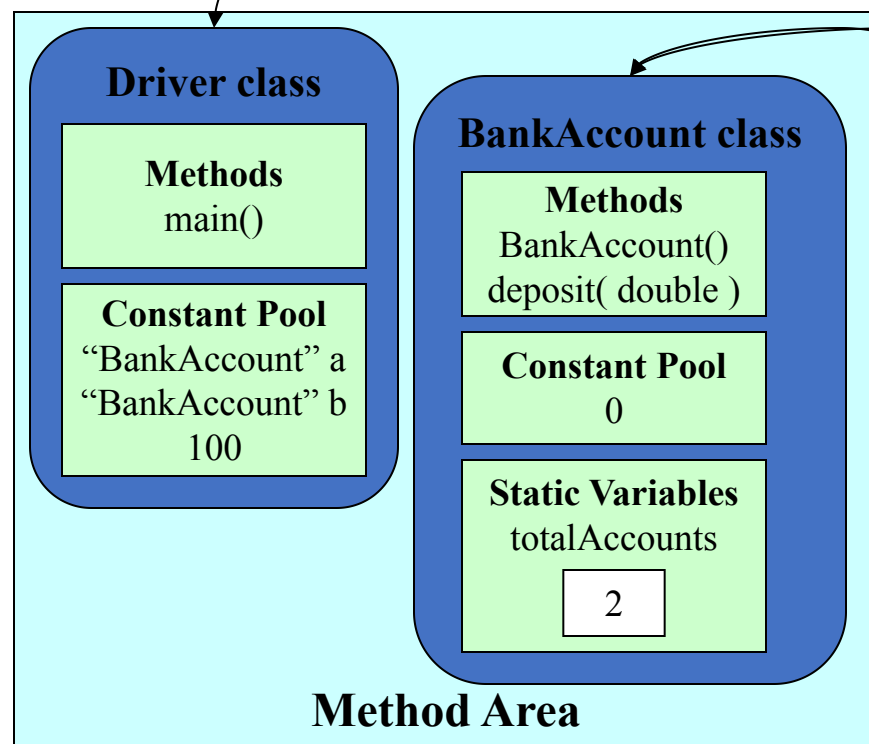 Driver class
Methods
main()
Constant Pool
“BankAccount” a
“BankAccount” b
100
BankAccount class
Methods
BankAccount()
deposit( double )
Constant Pool
0
Static Variables
totalAccounts
2
Method Area